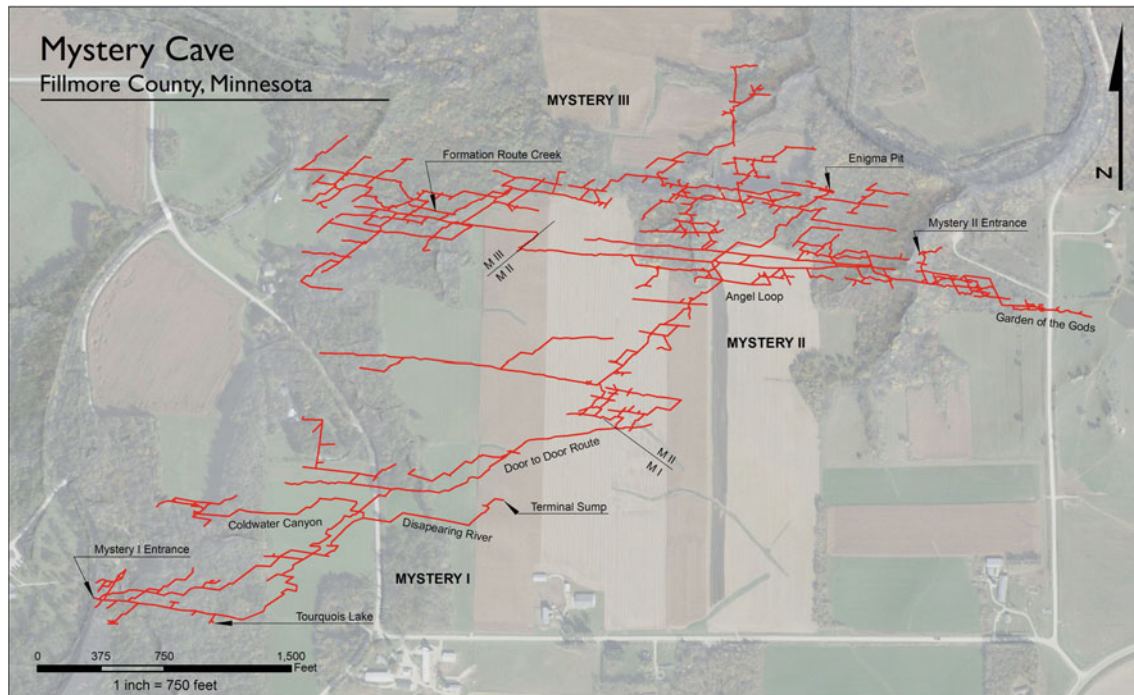 Mystery Cave
Fillmore County, Minnesota
MYSTERY III
Formation Route Creek
Enigma Pit
Mystery II Entrance
M III
M II
Angel Loop
Garden of the Gods
MYSTERY II
Door to Door Route
M II
M I
Terminal Sump
Coldwater Canyon
Disapearing River
Mystery I Entrance
MYSTERY I
Tourquois Lake
0 375 750 1,500
Feet
1 inch = 750 feet
N